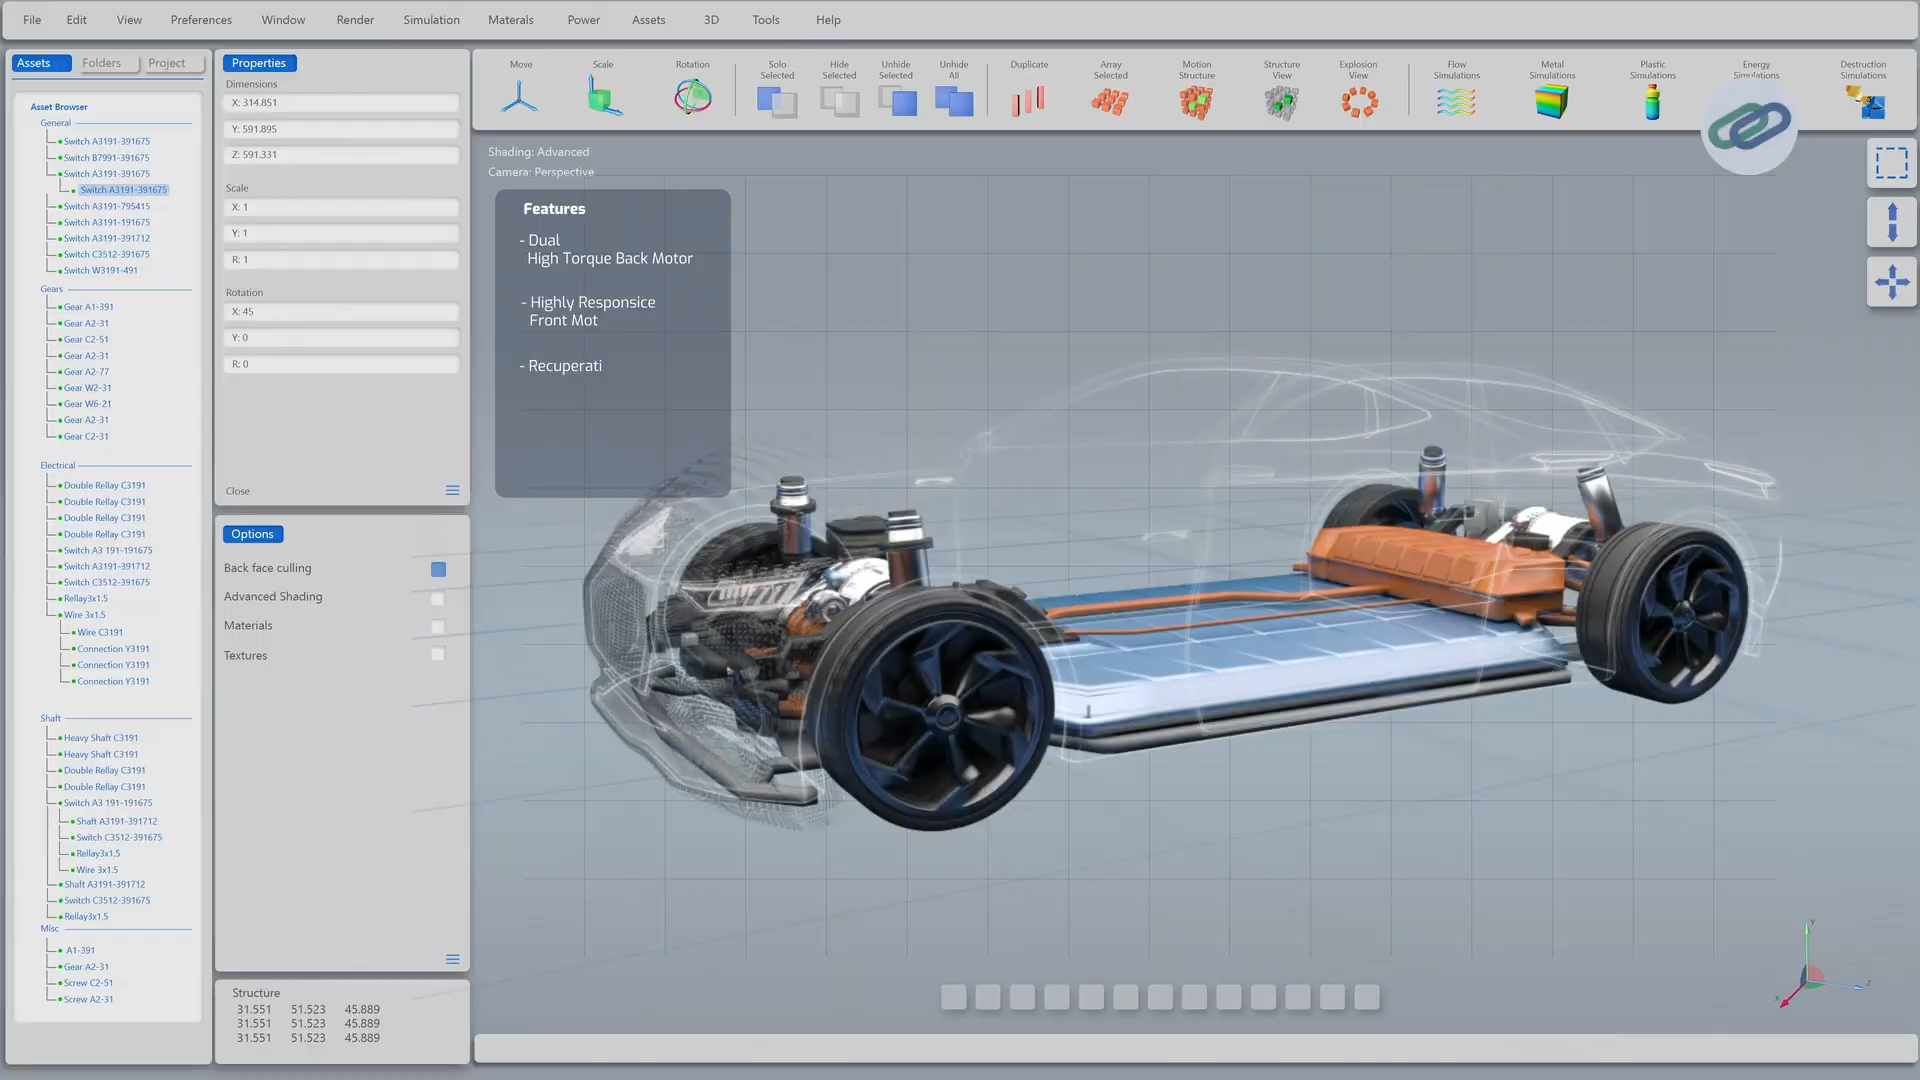 File Edit View Preferences Window Render Simulation Materals Power Assets 3D Tools Help
Assets Folders Project
Asset Browser
General
Switch A3191-391675
Switch B7991-391675
Switch A3191-391675
Switch A3191-391675
Switch A3191-795415
Switch A3191-191675
Switch A3191-391712
Switch C3512-391675
Switch W3191-491
Gears
Gear A1-391
Gear A2-31
Gear C2-51
Gear A2-31
Gear A2-77
Gear W2-31
Gear W6-21
Gear A2-31
Gear C2-31
Electrical
Double Rellay C3191
Double Rellay C3191
Double Rellay C3191
Double Rellay C3191
Switch A3 191-191675
Switch A3191-391712
Switch C3512-391675
Rellay3x1.5
Wire 3x1.5
Wire C3191
Connection Y3191
Connection Y3191
Connection Y3191
Shaft
Heavy Shaft C3191
Heavy Shaft C3191
Double Rellay C3191
Double Rellay C3191
Switch A3 191-191675
Shaft A3191-391712
Switch C3512-391675
Rellay3x1.5
Wire 3x1.5
Shaft A3191-391712
Switch C3512-391675
Rellay3x1.5
Misc
A1-391
Gear A2-31
Screw C2-51
Screw A2-31
Properties
Dimensions
X: 314.851
Y: 591.895
Z: 591.331
Scale
X: 1
Y: 1
R: 1
Rotation
X: 45
Y: 0
R: 0
Close
Options
Back face culling
Advanced Shading
Materials
Textures
Structure
31.551 51.523 45.889
31.551 51.523 45.889
31.551 51.523 45.889
Move
Scale
Rotation
Solo
Selected
Hide
Selected
Unhide
Selected
Unhide
All
Duplicate
Array
Selected
Motion
Structure
Structure
View
Explosion
View
Flow
Simulations
Metal
Simulations
Plastic
Simulations
Energy
Simulations
Destruction
Simulations
Shading: Advanced
Camera: Perspective
Features
- Dual
High Torque Back Motor
- Highly Responsice
Front Mot
- Recuperati
Y
Z
X